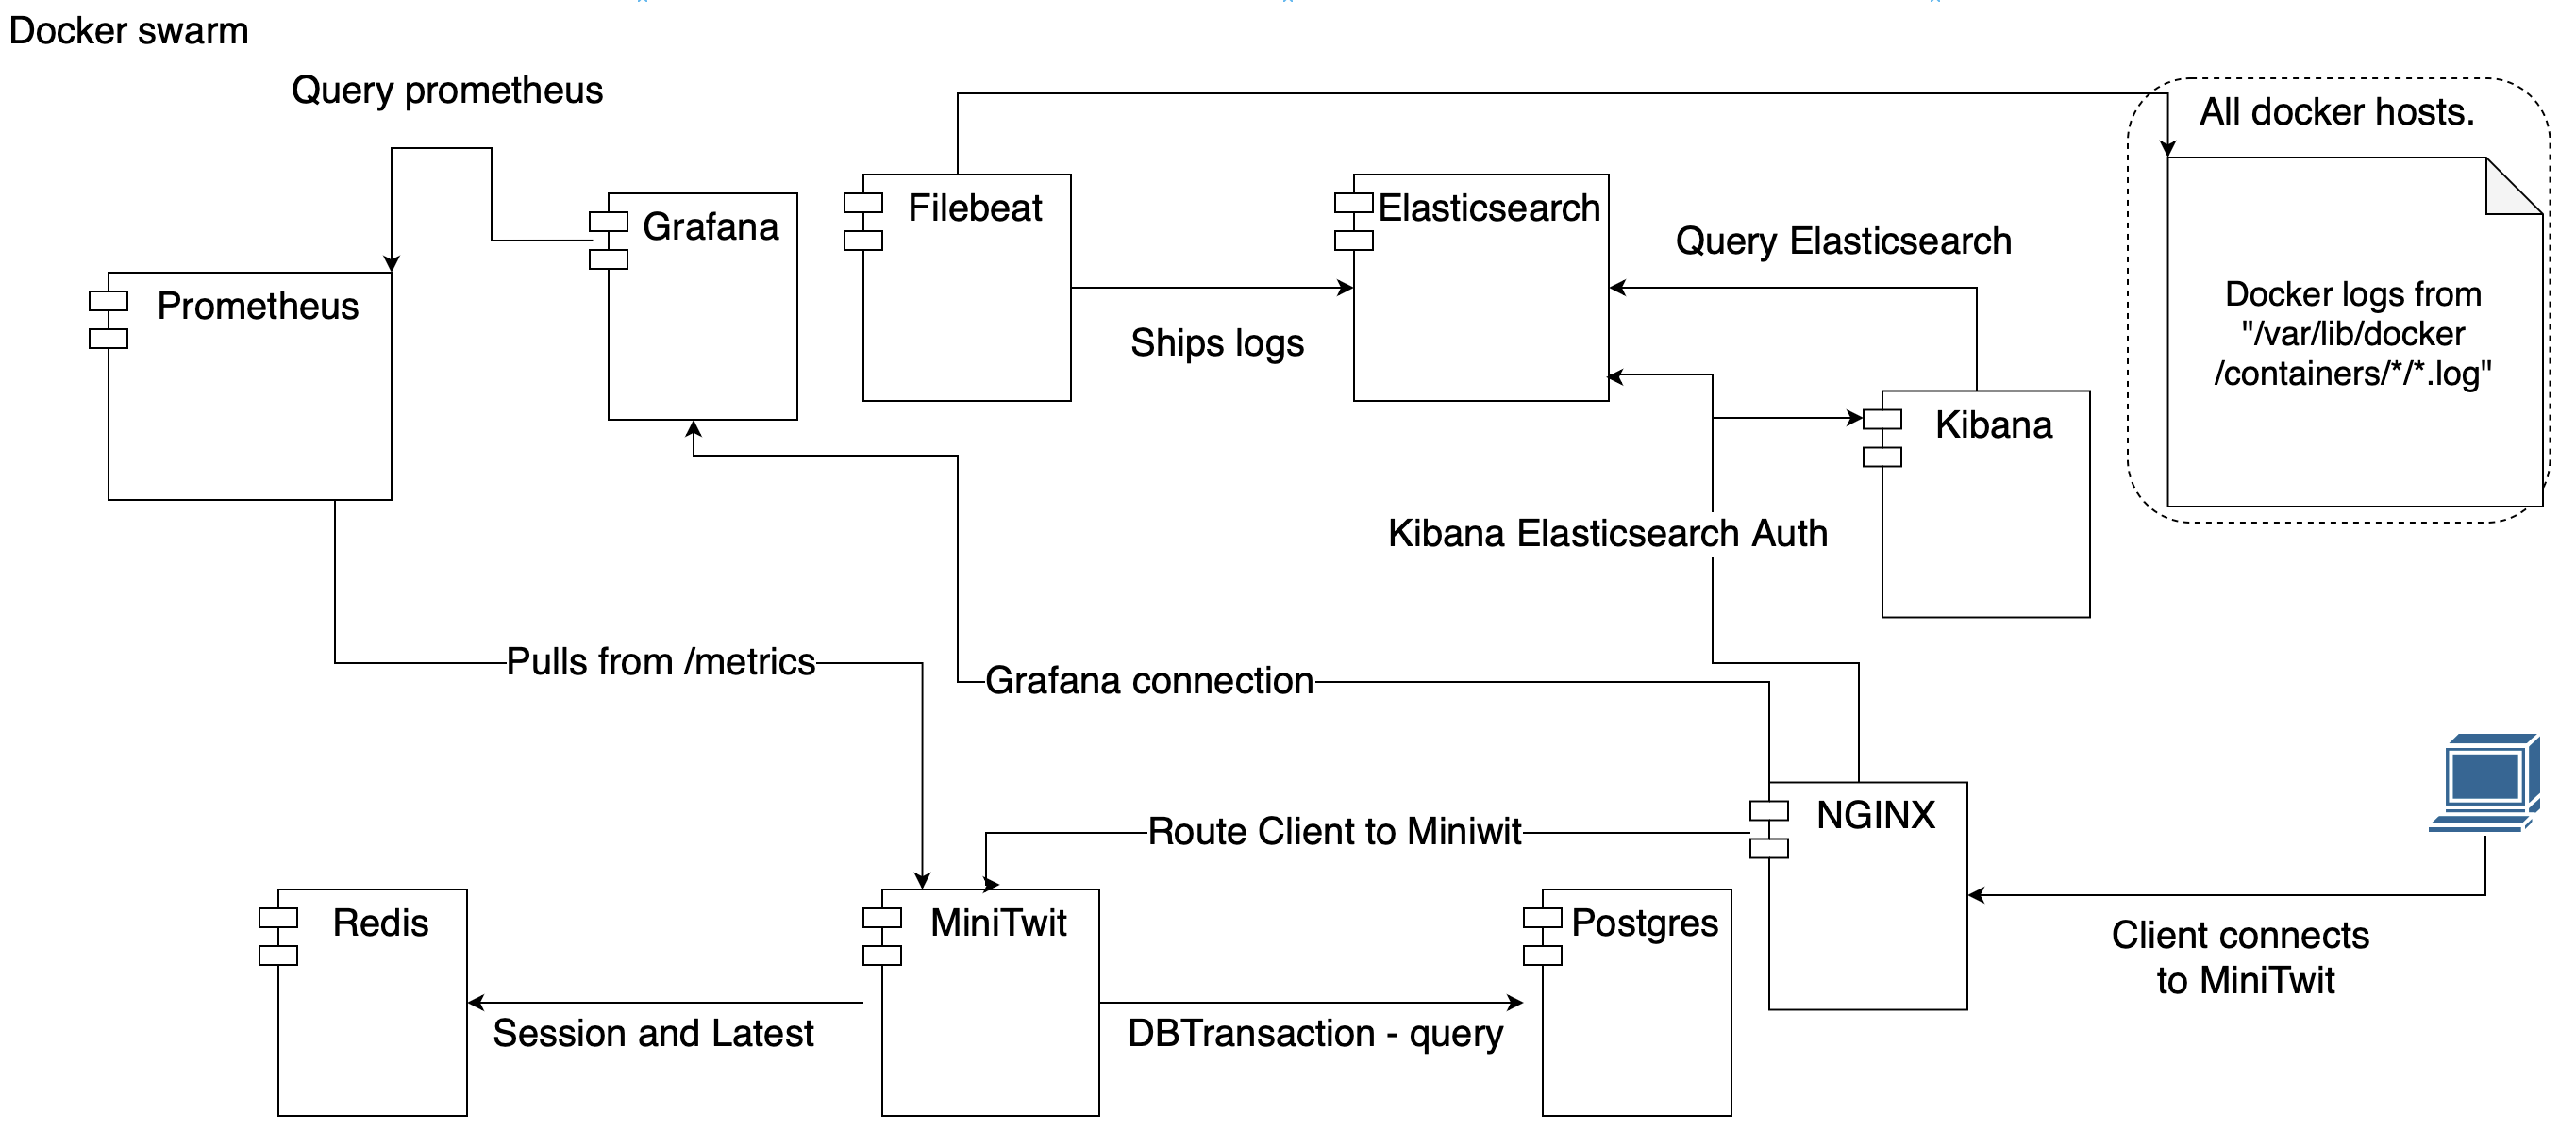 Docker swarm
Query prometheus
All docker hosts.
Filebeat
Elasticsearch
Grafana
Query Elasticsearch
Prometheus
Docker logs from
"/var/lib/docker
/containers/*/*.log"
Ships logs
Kibana
Kibana Elasticsearch Auth
Pulls from /metrics
Grafana connection
NGINX
Route Client to Miniwit
Redis
MiniTwit
Postgres
Client connects
to MiniTwit
Session and Latest
DBTransaction - query